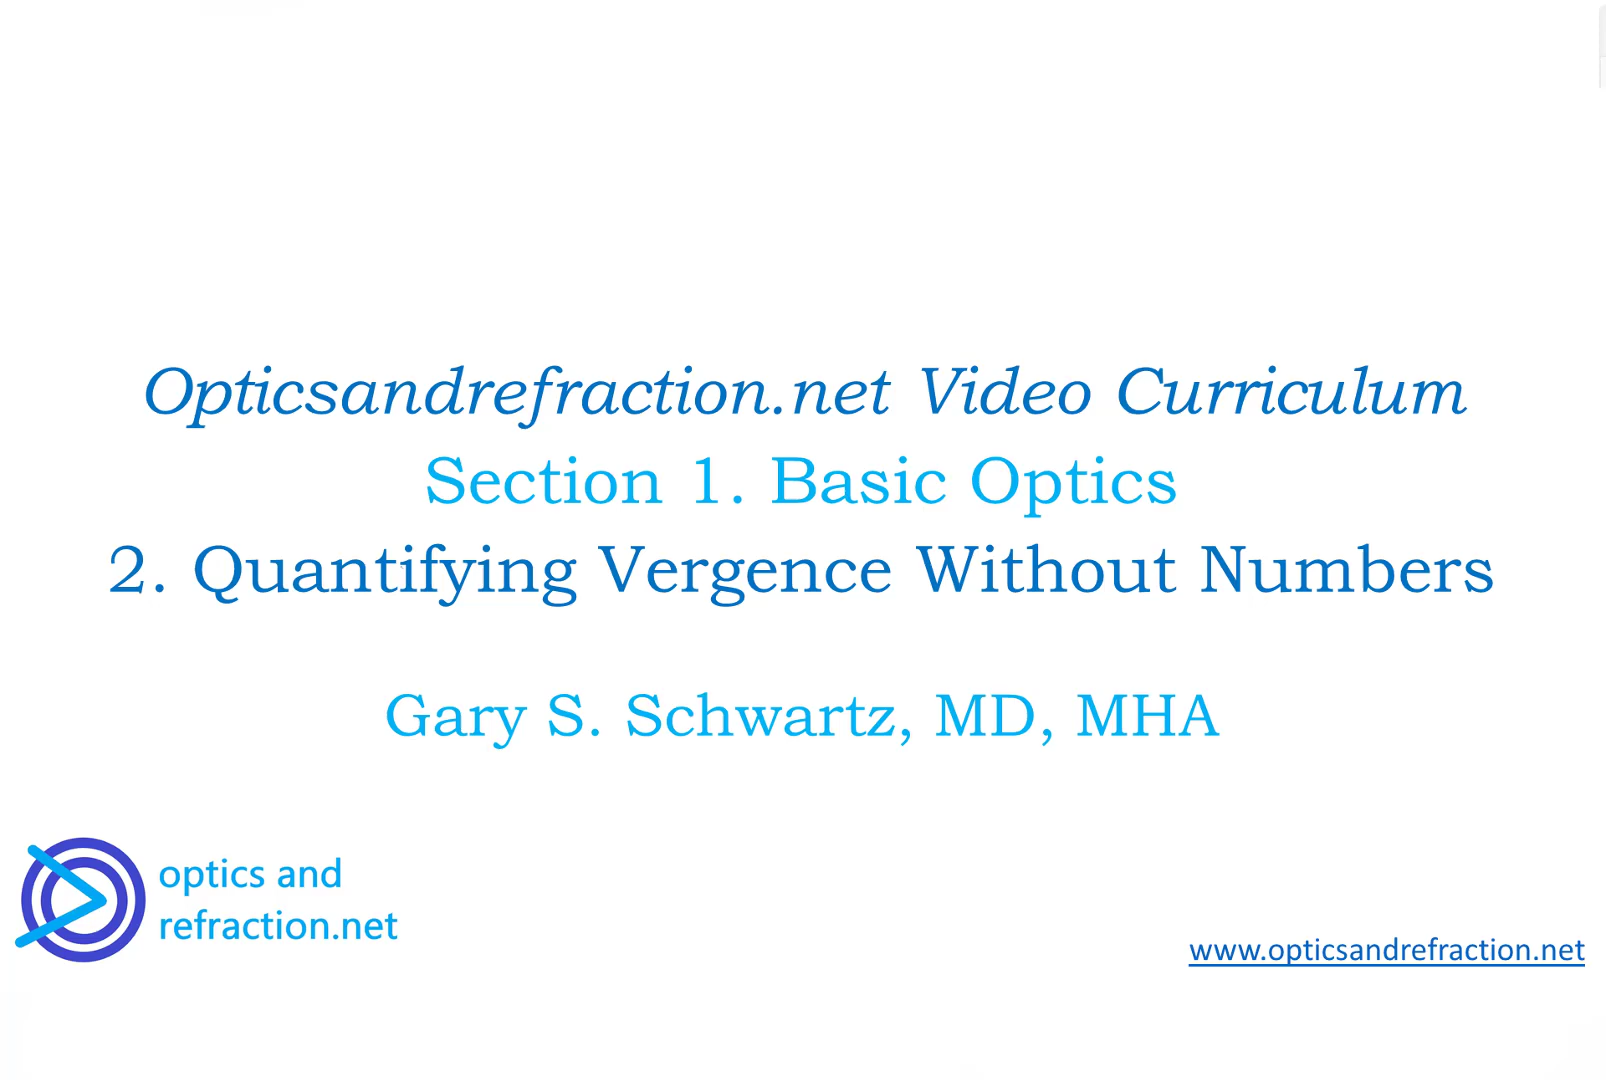 Opticsandrefraction.net Video Curriculum
Section 1. Basic Optics
2. Quantifying Vergence Without Numbers
Gary S. Schwartz, MD, MHA
optics and
refraction.net
www.opticsandrefraction.net